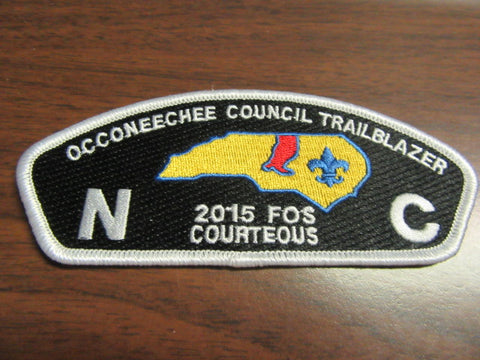 OCCONEECHEE COUNCIL TRAILBLAZER
N C
2015 FOS
COURTEOUS